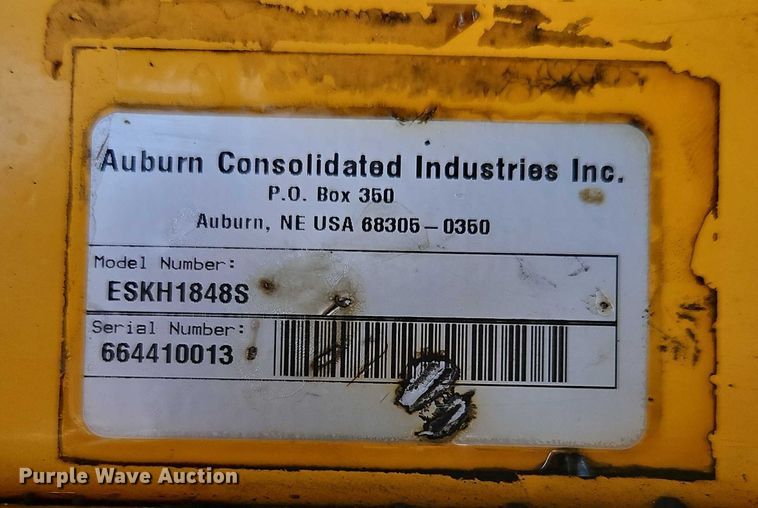 Auburn Consolidated Industries Inc.
P.O. Box 350
Auburn, NE USA 68305-0350
Model Number:
ESKH1848S
Serial Number:
664410013
Purple Wave Auction